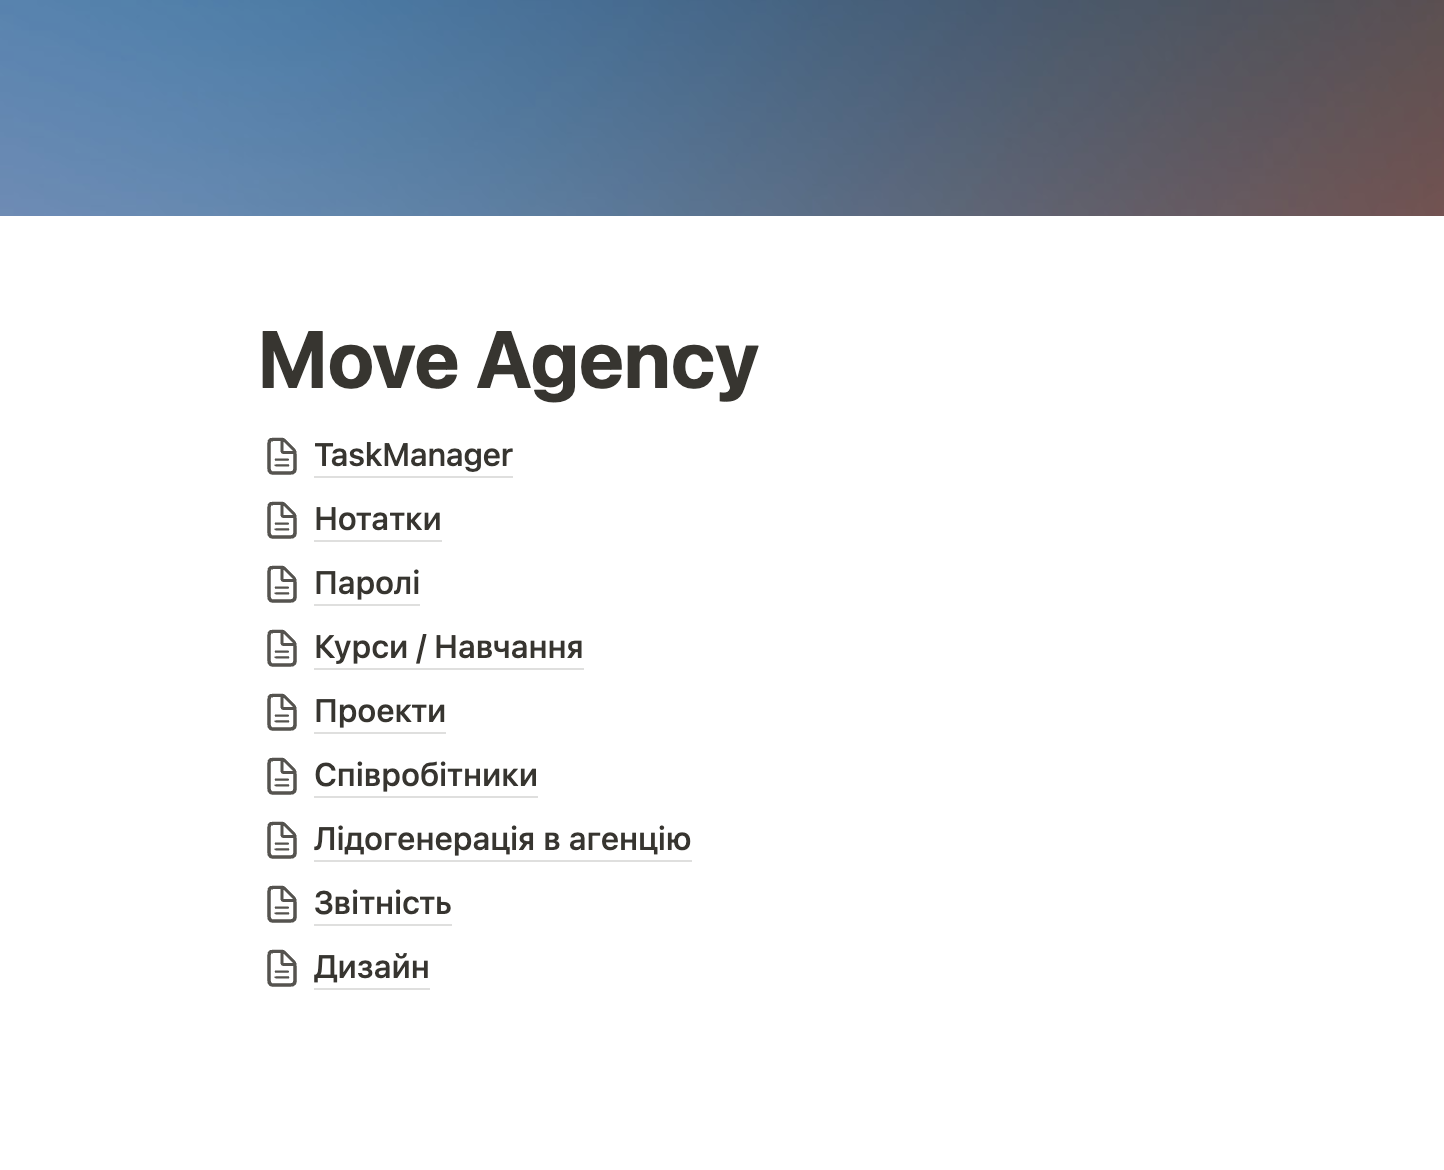 Move Agency
TaskManager
Нотатки
Паролі
Курси / Навчання
Проекти
Співробітники
Лідогенерація в агенцію
Звітність
Дизайн